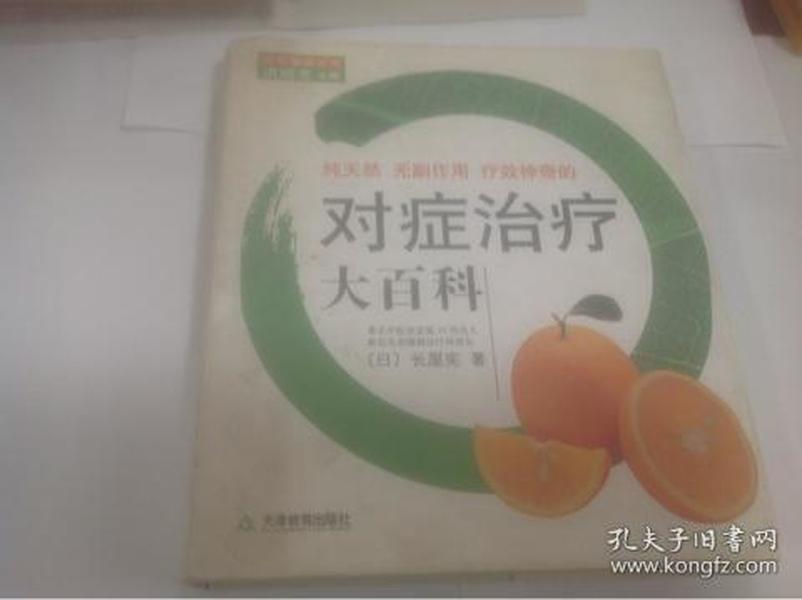 纯天然 无副作用 疗效神奇的
对症治疗
大百科
〔日〕长屋宪 著
天津教育出版社
孔夫子旧書网
www.kongfz.com